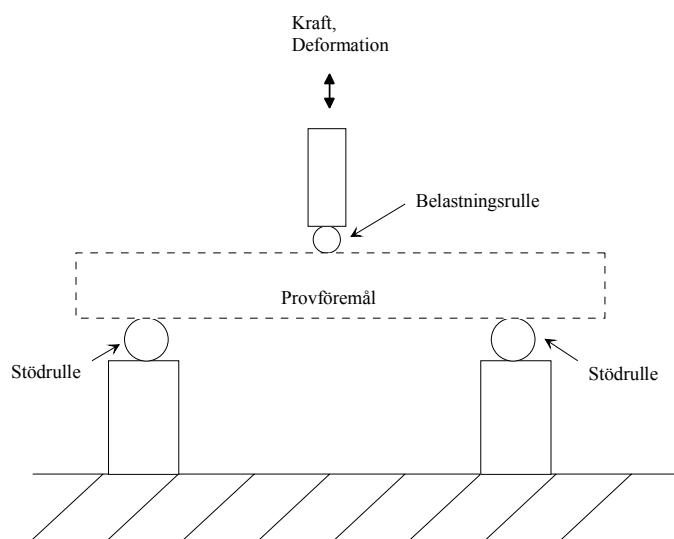 Kraft,
Deformation
Belastningsrulle
Provföremål
Stödrulle
Stödrulle